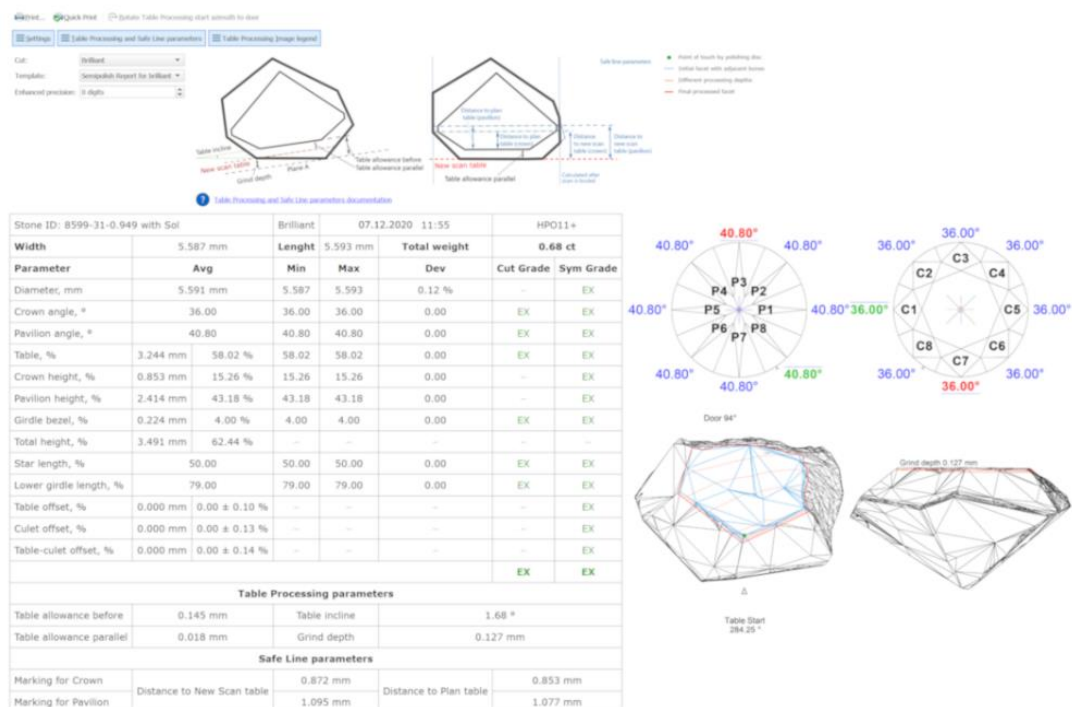 Print... Quick Print Rotate Table Processing start azimuth to door
Settings Table Processing and Safe Line parameters Table Processing Image legend
Cut: Brilliant
Template: Semipolish Report for brilliant
Enhanced precision: 8 digits
Table incline
New scan table
Grind depth
Plane A
Table allowance before
Table allowance parallel
Safe line parameters
Distance to plan table (pavilion)
Distance to plan table (crown)
Distance to new scan table (crown)
Distance to new scan table (pavilion)
New scan table
Table allowance parallel
Calculated after scan is loaded
Point of touch by polishing disc
Initial facet with adjacent bones
Different processing depths
Final processed facet
Table Processing and Safe Line parameters documentation
Stone ID: 8599-31-0.949 with Sol Brilliant 07.12.2020 11:55 HPO11+
Width 5.587 mm Lenght 5.593 mm Total weight 0.68 ct
Parameter Avg Min Max Dev Cut Grade Sym Grade
Diameter, mm 5.591 mm 5.587 5.593 0.12 % – EX
Crown angle, ° 36.00 36.00 36.00 0.00 EX EX
Pavilion angle, ° 40.80 40.80 40.80 0.00 EX EX
Table, % 3.244 mm 58.02 % 58.02 58.02 0.00 EX EX
Crown height, % 0.853 mm 15.26 % 15.26 15.26 0.00 – EX
Pavilion height, % 2.414 mm 43.18 % 43.18 43.18 0.00 – EX
Girdle bezel, % 0.224 mm 4.00 % 4.00 4.00 0.00 EX EX
Total height, % 3.491 mm 62.44 % – – – – –
Star length, % 50.00 50.00 50.00 0.00 EX EX
Lower girdle length, % 79.00 79.00 79.00 0.00 EX EX
Table offset, % 0.000 mm 0.00 ± 0.10 % – – – – EX
Culet offset, % 0.000 mm 0.00 ± 0.13 % – – – – EX
Table-culet offset, % 0.000 mm 0.00 ± 0.14 % – – – – EX
EX EX
Table Processing parameters
Table allowance before 0.145 mm Table incline 1.68 °
Table allowance parallel 0.018 mm Grind depth 0.127 mm
Safe Line parameters
Marking for Crown Distance to New Scan table 0.872 mm Distance to Plan table 0.853 mm
Marking for Pavilion 1.095 mm 1.077 mm
40.80°
40.80° 40.80°
P3
P4 P2
40.80° P5 P1 40.80°
P6 P8
P7
40.80° 40.80°
40.80°
36.00°
36.00° 36.00°
C3
C2 C4
36.00° C1 C5 36.00°
C8 C6
C7
36.00° 36.00°
36.00°
Door 94°
Table Start
284.25 °
Grind depth 0.127 mm